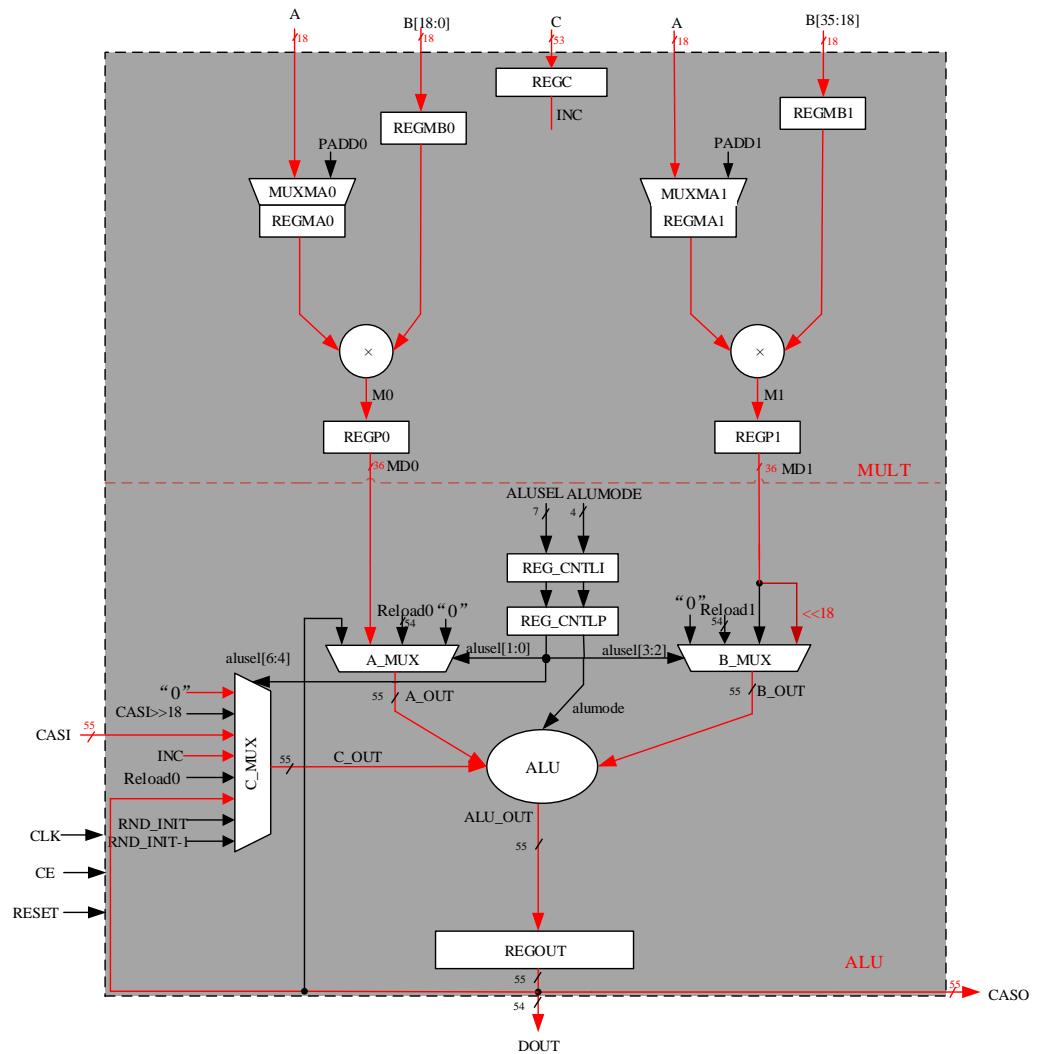 A B[18:0] C A B[35:18]
18 18 53 18 18
REGC
REGMB0 INC REGMB1
PADD0 PADD1
MUXMA0 MUXMA1
REGMA0 REGMA1
× ×
M0 M1
REGP0 REGP1
36 MD0 36 MD1 MULT
ALUSEL ALUMODE
7 4
REG_CNTLI
Reload0 “0” REG_CNTLP “0” Reload1 <<18
54 54
alusel[6:4] A_MUX alusel[1:0] alusel[3:2] B_MUX
“0” 55 A_OUT 55 B_OUT
CASI>>18 alumode
CASI 55
INC C_MUX 55 C_OUT ALU
Reload0
RND_INIT ALU_OUT
CLK RND_INIT-1 55
CE
RESET
REGOUT
55 ALU
54 55 CASO
DOUT